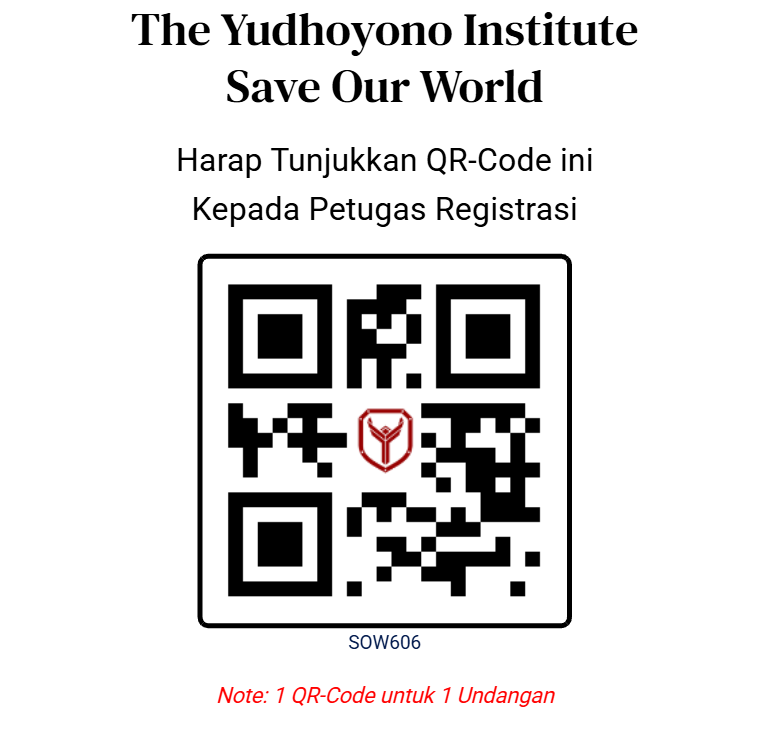 The Yudhoyono Institute
Save Our World
Harap Tunjukkan QR-Code ini
Kepada Petugas Registrasi
SOW606
Note: 1 QR-Code untuk 1 Undangan